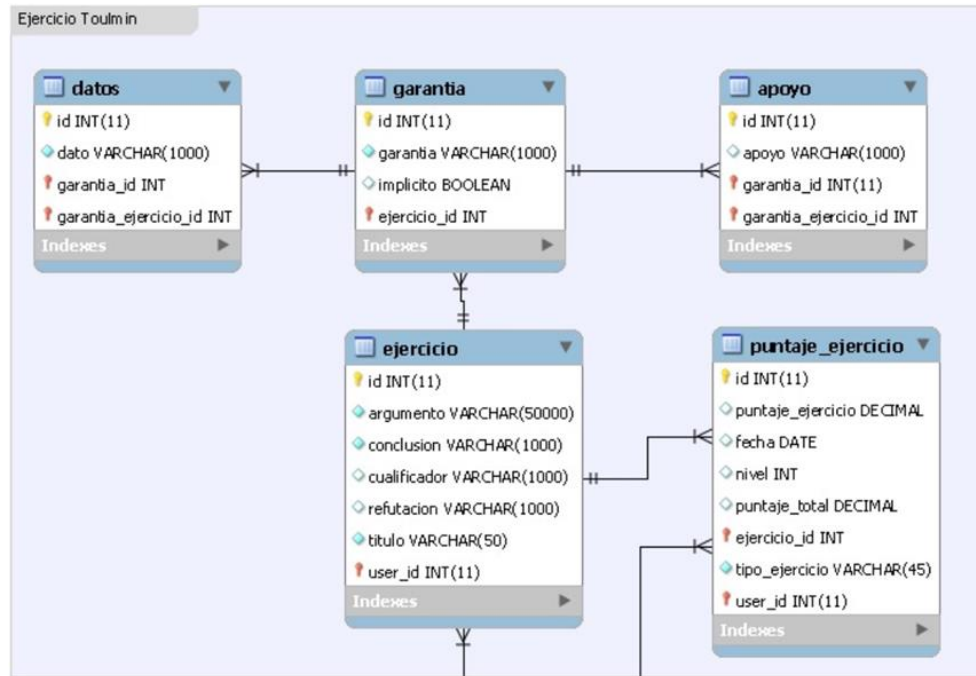 Ejercicio Toulmin
datos
id INT(11)
dato VARCHAR(1000)
garantia_id INT
garantia_ejercicio_id INT
Indexes
garantia
id INT(11)
garantia VARCHAR(1000)
implicito BOOLEAN
ejercicio_id INT
Indexes
apoyo
id INT(11)
apoyo VARCHAR(1000)
garantia_id INT(11)
garantia_ejercicio_id INT
Indexes
ejercicio
id INT(11)
argumento VARCHAR(50000)
conclusion VARCHAR(1000)
cualificador VARCHAR(1000)
refutacion VARCHAR(1000)
titulo VARCHAR(50)
user_id INT(11)
Indexes
puntaje_ejercicio
id INT(11)
puntaje_ejercicio DECIMAL
fecha DATE
nivel INT
puntaje_total DECIMAL
ejercicio_id INT
tipo_ejercicio VARCHAR(45)
user_id INT(11)
Indexes